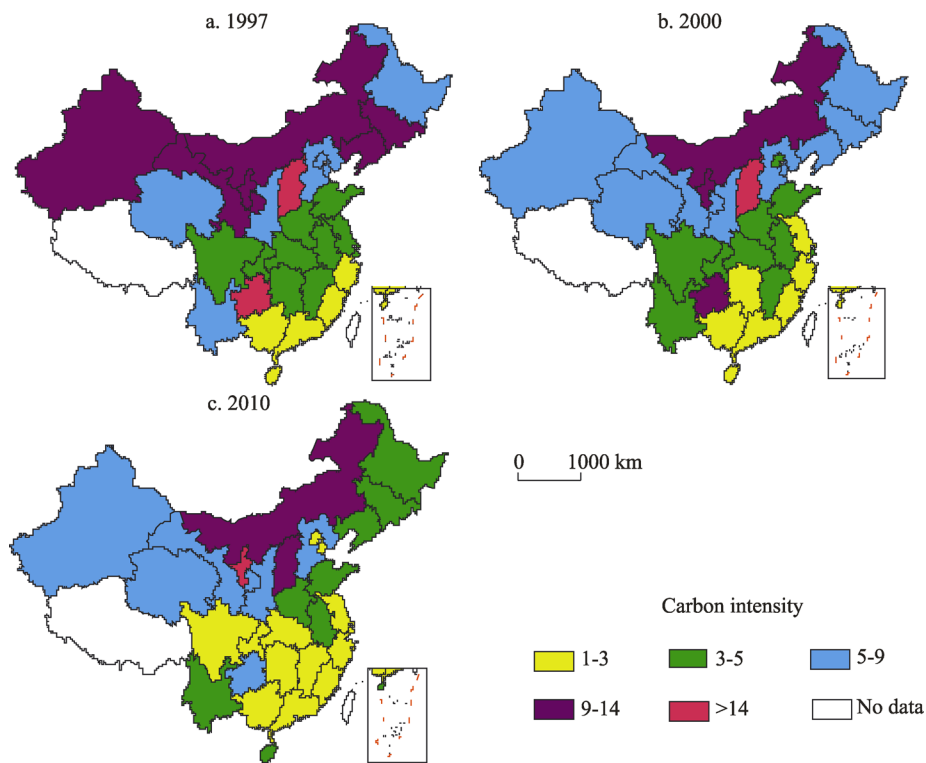 a. 1997
b. 2000
c. 2010
0 1000 km
Carbon intensity
1-3 3-5 5-9
9-14 >14 No data